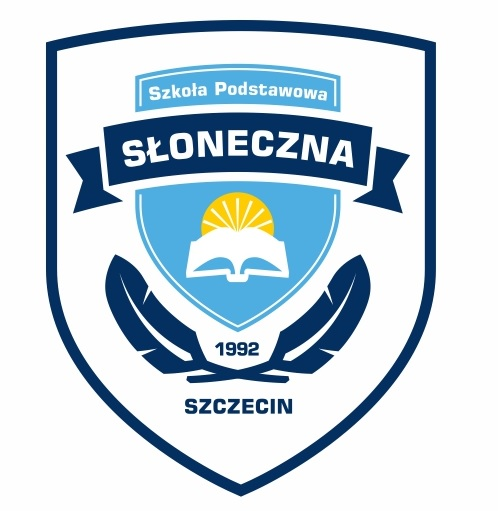 Szkoła Podstawowa
SŁONECZNA
1992
SZCZECIN